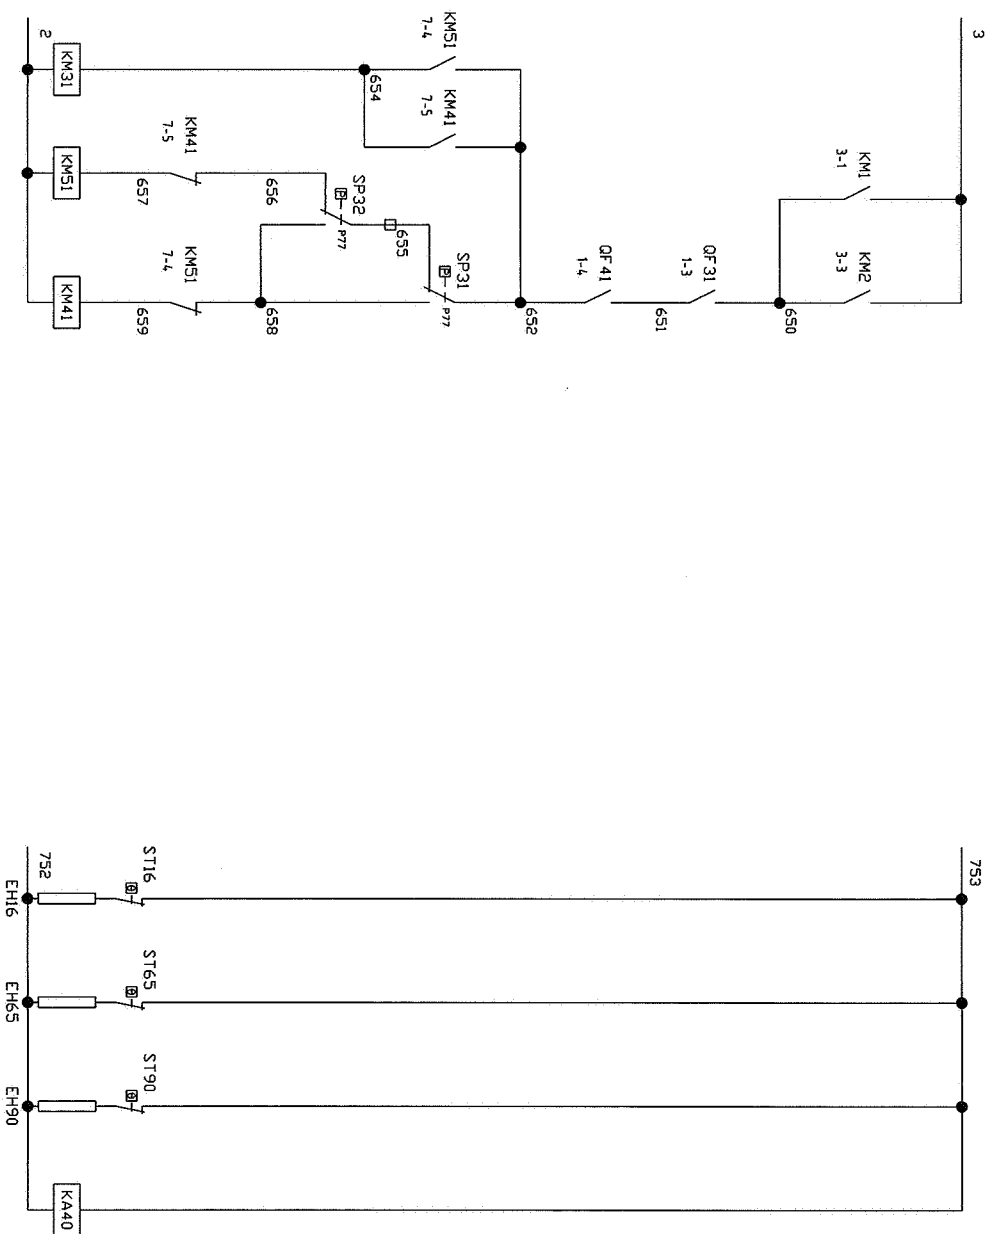 3
KM1
3-1
KM2
3-3
650
QF31
1-3
651
QF41
1-4
652
KM51
7-4
KM41
7-5
654
SP31
P
P77
655
SP32
P
P77
656
658
KM41
7-5
KM51
7-4
657
659
2
KM31
KM51
KM41
753
ST16
θ
ST65
θ
ST90
θ
752
EH16
EH65
EH90
KA40